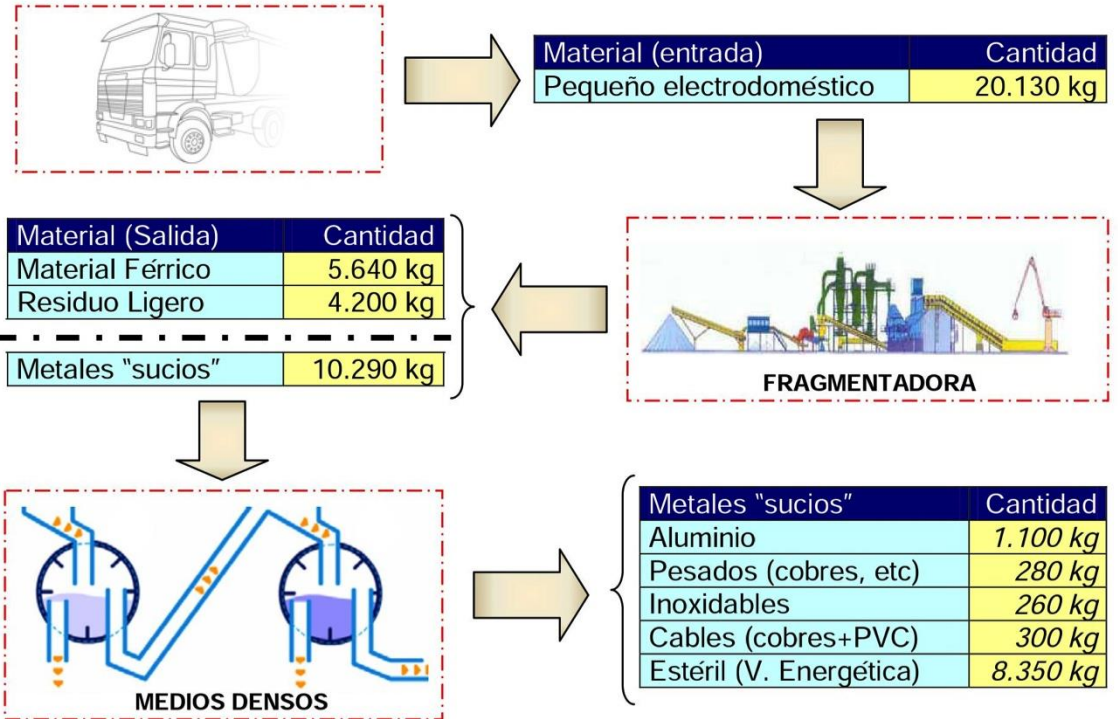 Material (entrada) Cantidad
Pequeño electrodoméstico 20.130 kg
Material (Salida) Cantidad
Material Férrico 5.640 kg
Residuo Ligero 4.200 kg
Metales "sucios" 10.290 kg
FRAGMENTADORA
MEDIOS DENSOS
Metales "sucios" Cantidad
Aluminio 1.100 kg
Pesados (cobres, etc) 280 kg
Inoxidables 260 kg
Cables (cobres+PVC) 300 kg
Estéril (V. Energética) 8.350 kg